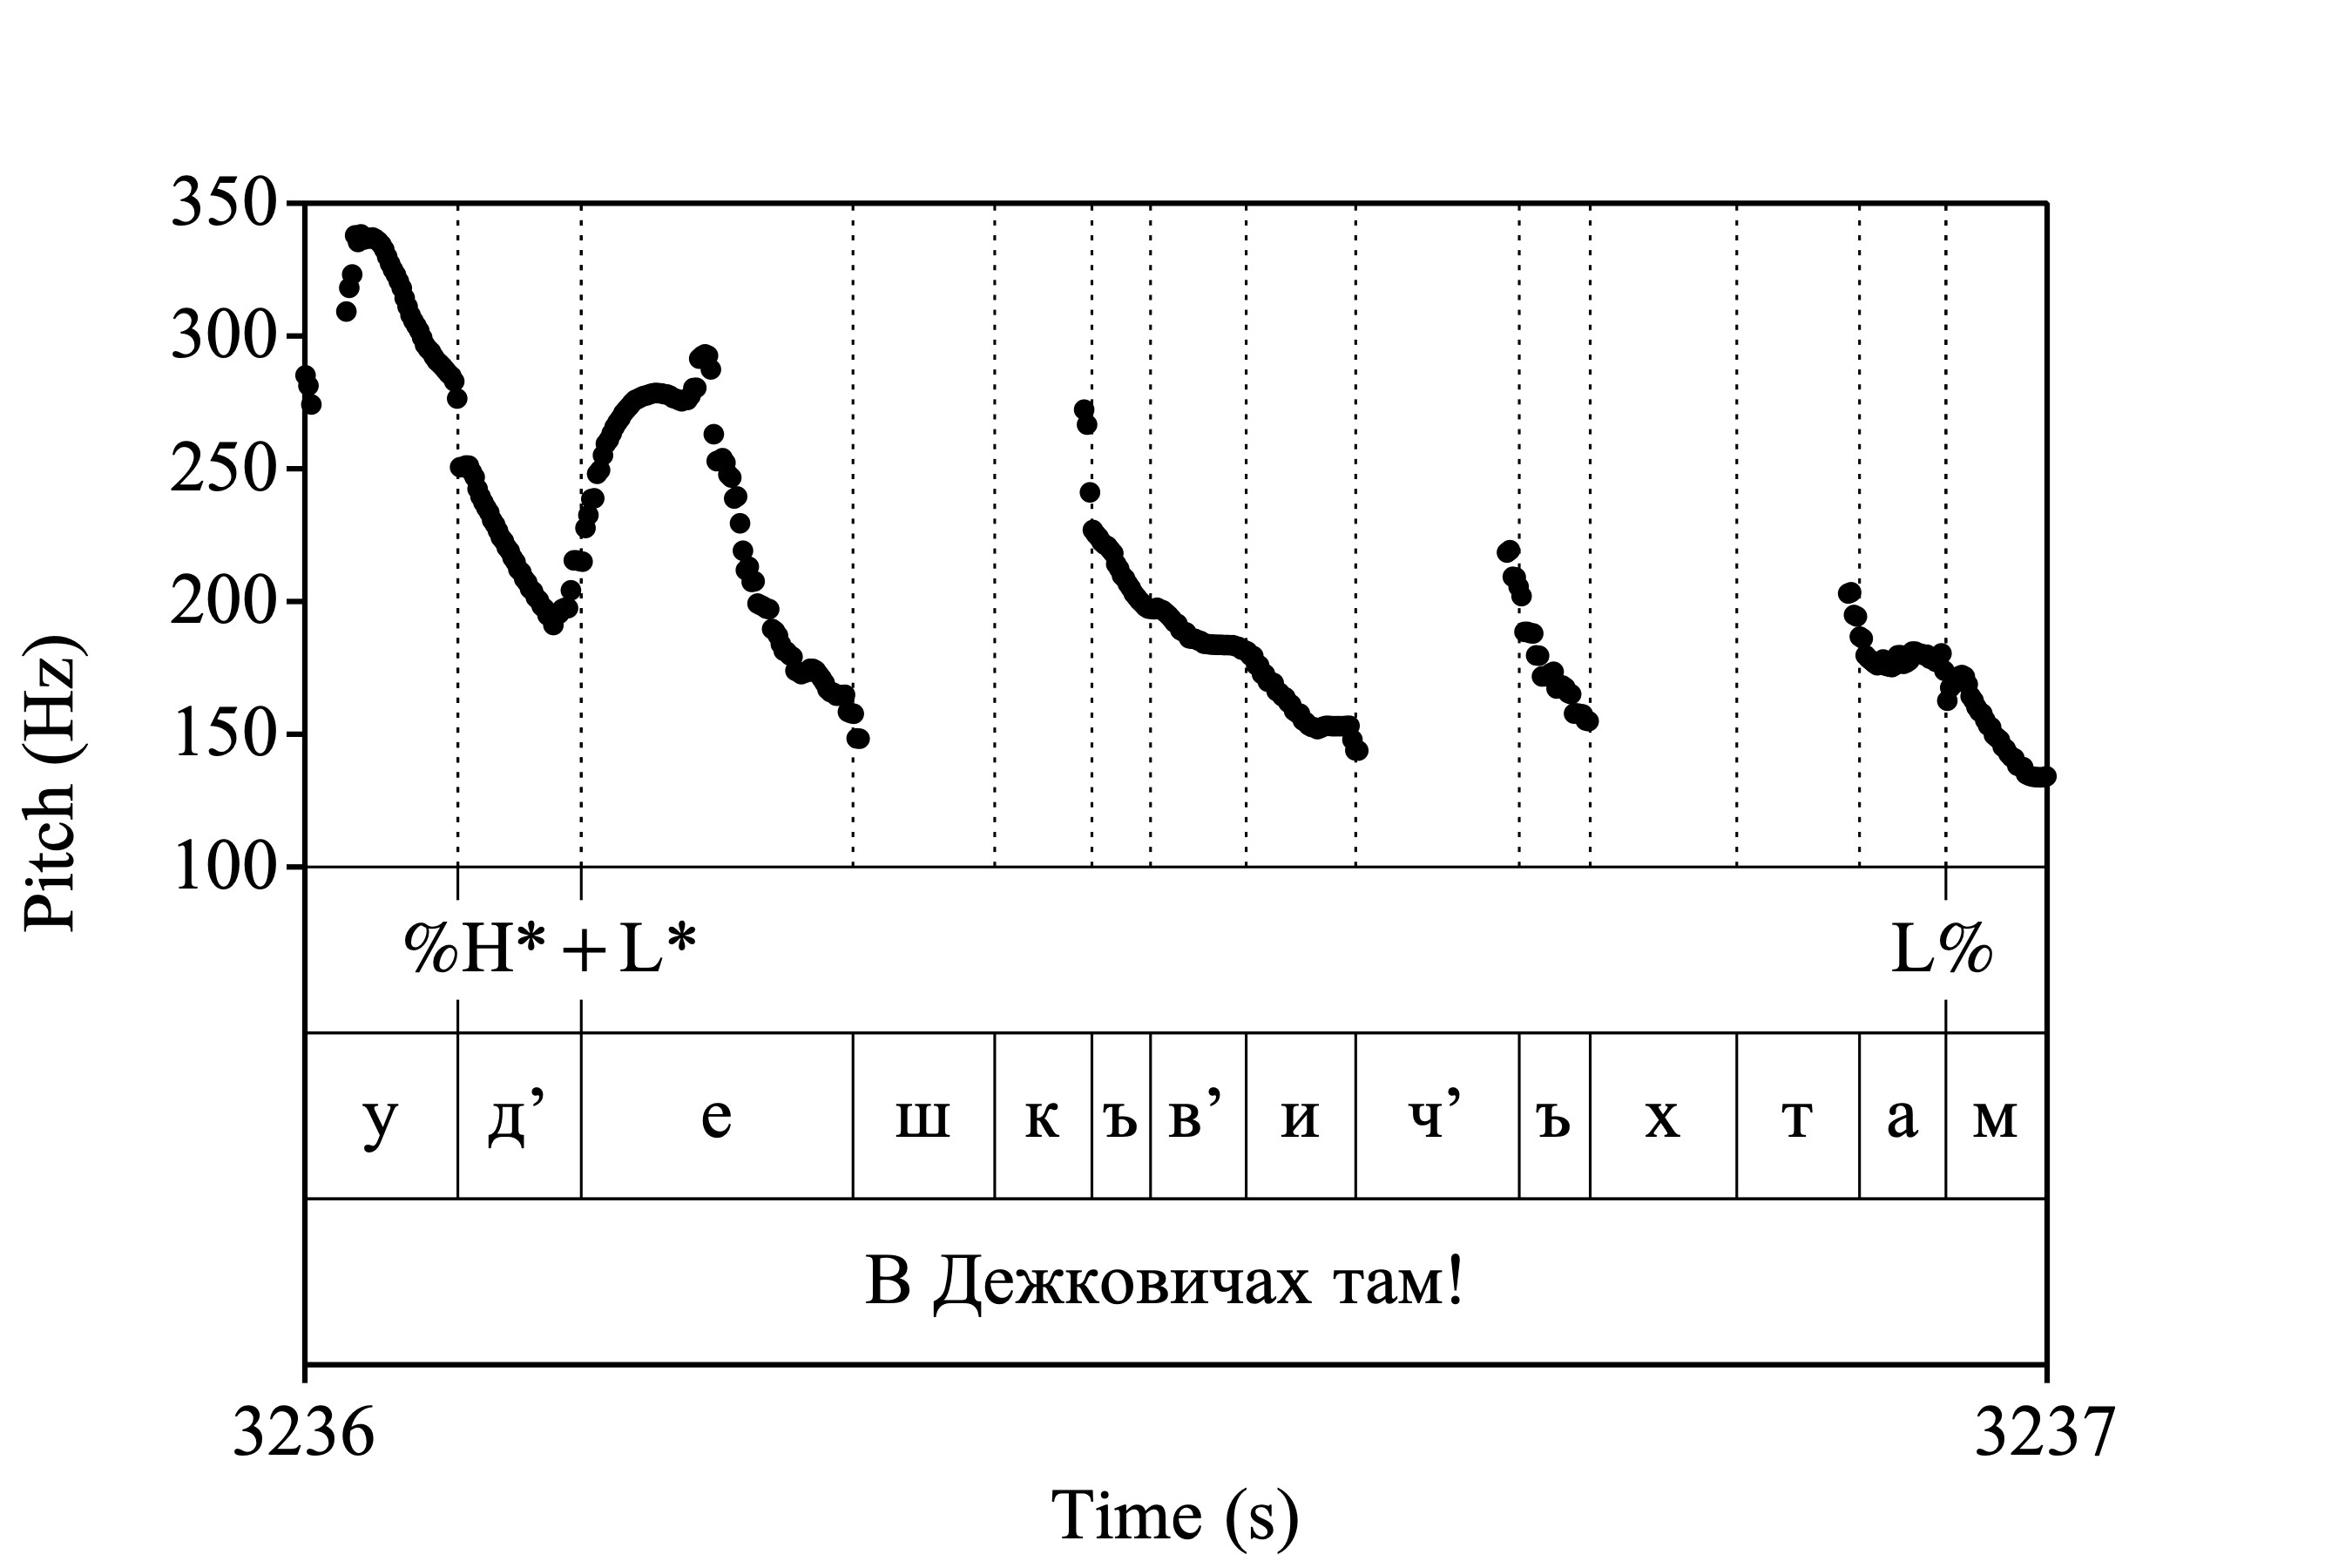 350
300
250
200
150
100
Pitch (Hz)
%H* + L* L%
у д’ е ш к ъ в’ и ч’ ъ х т а м
В Дежковичах там!
3236 3237
Time (s)